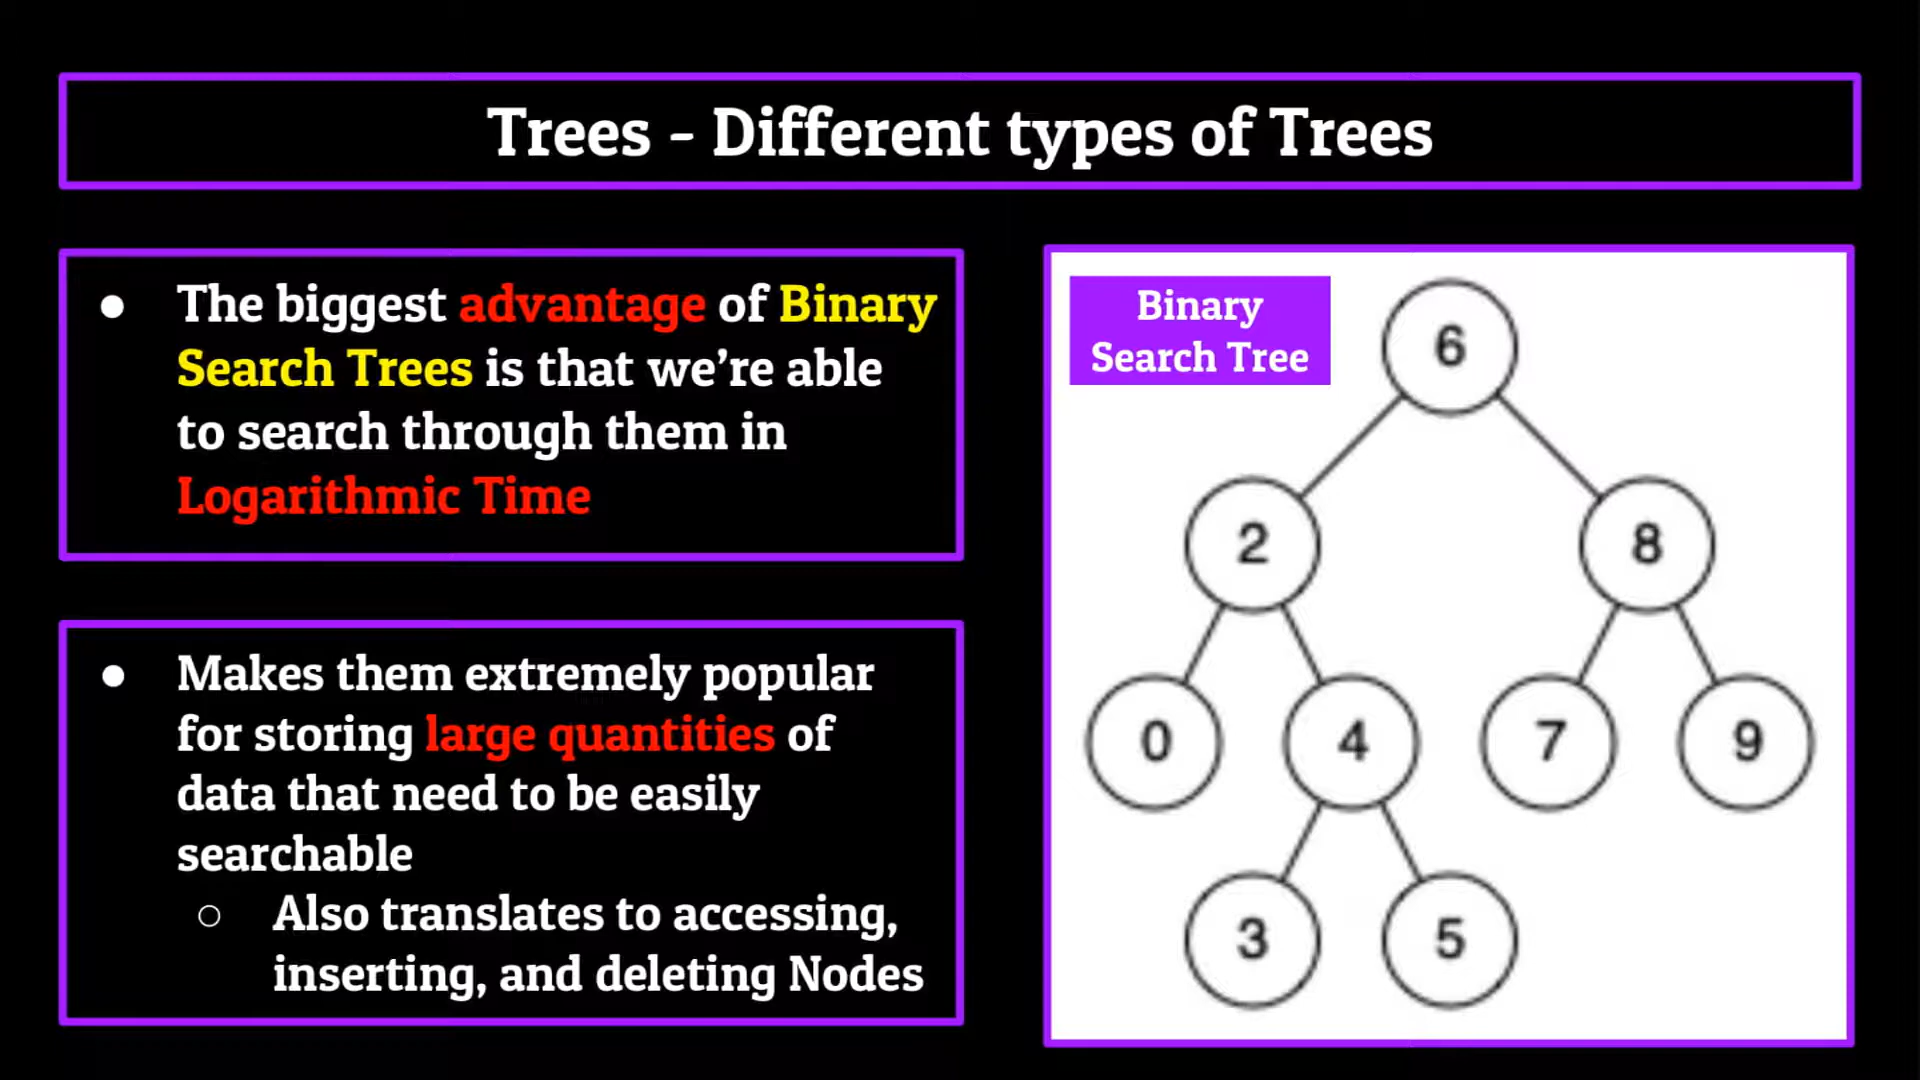 Trees - Different types of Trees
● The biggest advantage of Binary
Search Trees is that we’re able
to search through them in
Logarithmic Time
● Makes them extremely popular
for storing large quantities of
data that need to be easily
searchable
○ Also translates to accessing,
inserting, and deleting Nodes
Binary
Search Tree
6
2 8
0 4 7 9
3 5